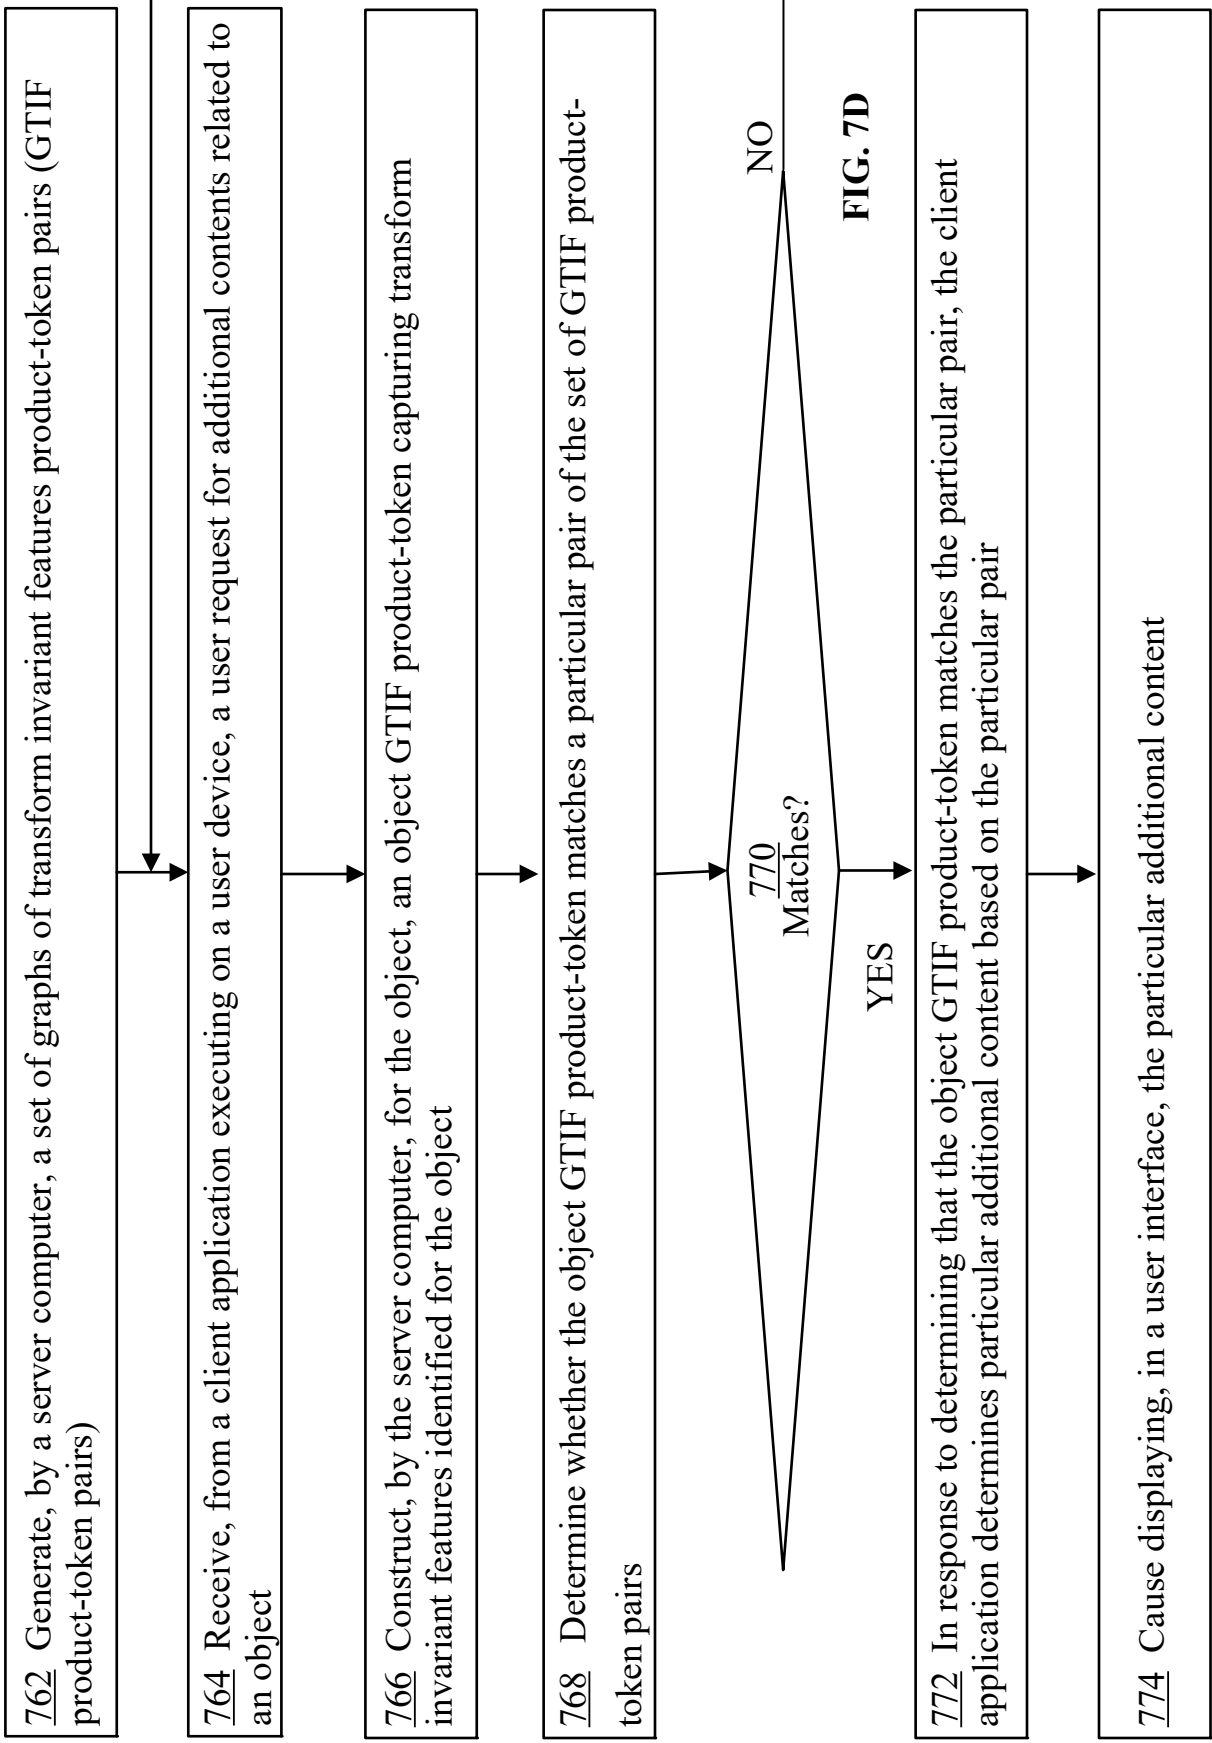 762 Generate, by a server computer, a set of graphs of transform invariant features product-token pairs (GTIF
product-token pairs)
764 Receive, from a client application executing on a user device, a user request for additional contents related to
an object
766 Construct, by the server computer, for the object, an object GTIF product-token capturing transform
invariant features identified for the object
768 Determine whether the object GTIF product-token matches a particular pair of the set of GTIF product-
token pairs
770
Matches?
NO
YES
FIG. 7D
772 In response to determining that the object GTIF product-token matches the particular pair, the client
application determines particular additional content based on the particular pair
774 Cause displaying, in a user interface, the particular additional content